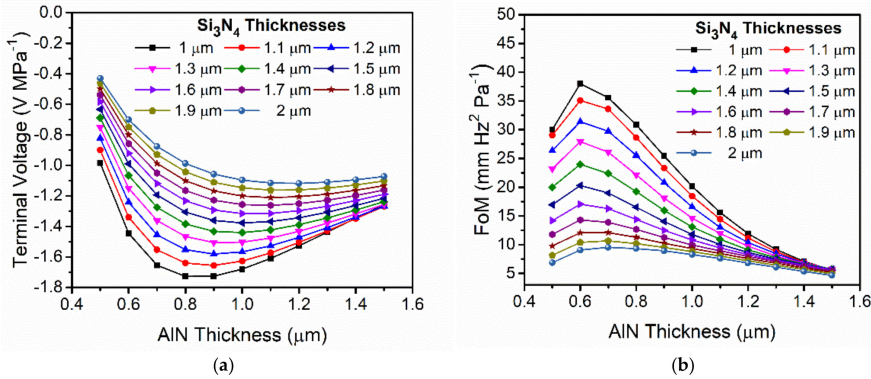 Si3N4 Thicknesses
1 μm 1.1 μm 1.2 μm
1.3 μm 1.4 μm 1.5 μm
1.6 μm 1.7 μm 1.8 μm
1.9 μm 2 μm
Terminal Voltage (V MPa-1)
0.0
-0.2
-0.4
-0.6
-0.8
-1.0
-1.2
-1.4
-1.6
-1.8
0.4 0.6 0.8 1.0 1.2 1.4 1.6
AlN Thickness (μm)
(a)
Si3N4 Thicknesses
1 μm 1.1 μm
1.2 μm 1.3 μm
1.4 μm 1.5 μm
1.6 μm 1.7 μm
1.8 μm 1.9 μm
2 μm
FoM (mm Hz2 Pa-1)
50
45
40
35
30
25
20
15
10
5
0.4 0.6 0.8 1.0 1.2 1.4 1.6
AlN Thickness (μm)
(b)